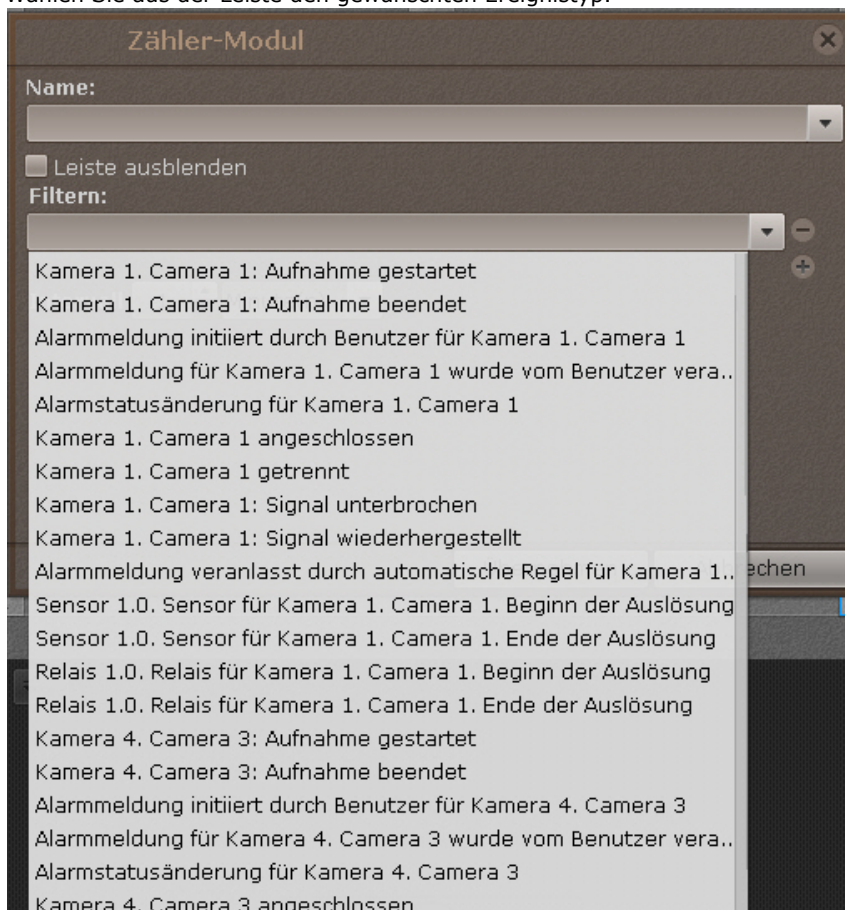 wählen Sie aus der Leiste den gewünschten Ereignistyp.
Zähler-Modul
Name:
Leiste ausblenden
Filtern:
Kamera 1. Camera 1: Aufnahme gestartet
Kamera 1. Camera 1: Aufnahme beendet
Alarmmeldung initiiert durch Benutzer für Kamera 1. Camera 1
Alarmmeldung für Kamera 1. Camera 1 wurde vom Benutzer vera..
Alarmstatusänderung für Kamera 1. Camera 1
Kamera 1. Camera 1 angeschlossen
Kamera 1. Camera 1 getrennt
Kamera 1. Camera 1: Signal unterbrochen
Kamera 1. Camera 1: Signal wiederhergestellt
Alarmmeldung veranlasst durch automatische Regel für Kamera 1..
echen
Sensor 1.0. Sensor für Kamera 1. Camera 1. Beginn der Auslösung
Sensor 1.0. Sensor für Kamera 1. Camera 1. Ende der Auslösung
Relais 1.0. Relais für Kamera 1. Camera 1. Beginn der Auslösung
Relais 1.0. Relais für Kamera 1. Camera 1. Ende der Auslösung
Kamera 4. Camera 3: Aufnahme gestartet
Kamera 4. Camera 3: Aufnahme beendet
Alarmmeldung initiiert durch Benutzer für Kamera 4. Camera 3
Alarmmeldung für Kamera 4. Camera 3 wurde vom Benutzer vera..
Alarmstatusänderung für Kamera 4. Camera 3
Kamera 4. Camera 3 angeschlossen